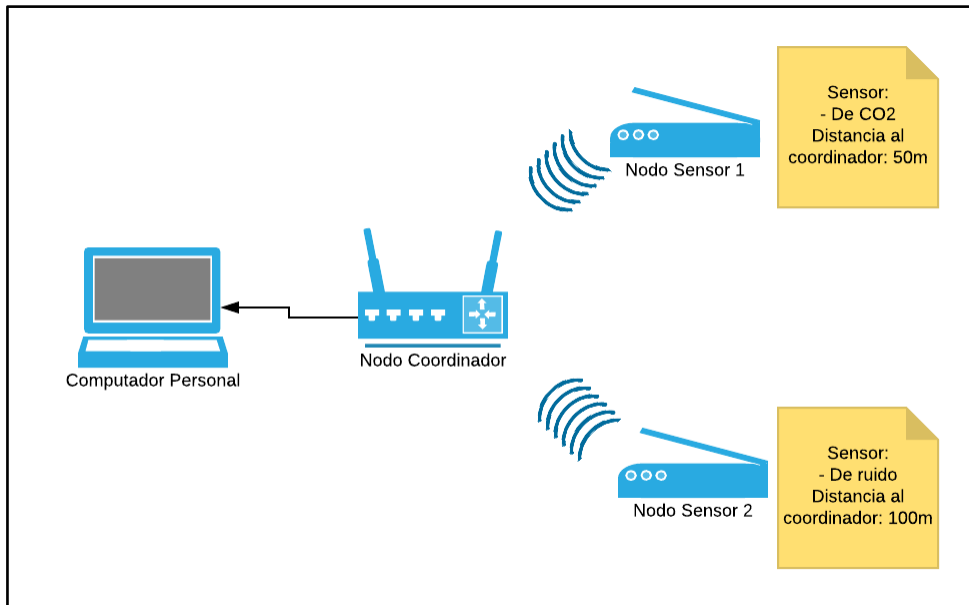 Sensor:
- De CO2
Distancia al
coordinador: 50m
Nodo Sensor 1
Nodo Coordinador
Computador Personal
Sensor:
- De ruido
Distancia al
coordinador: 100m
Nodo Sensor 2